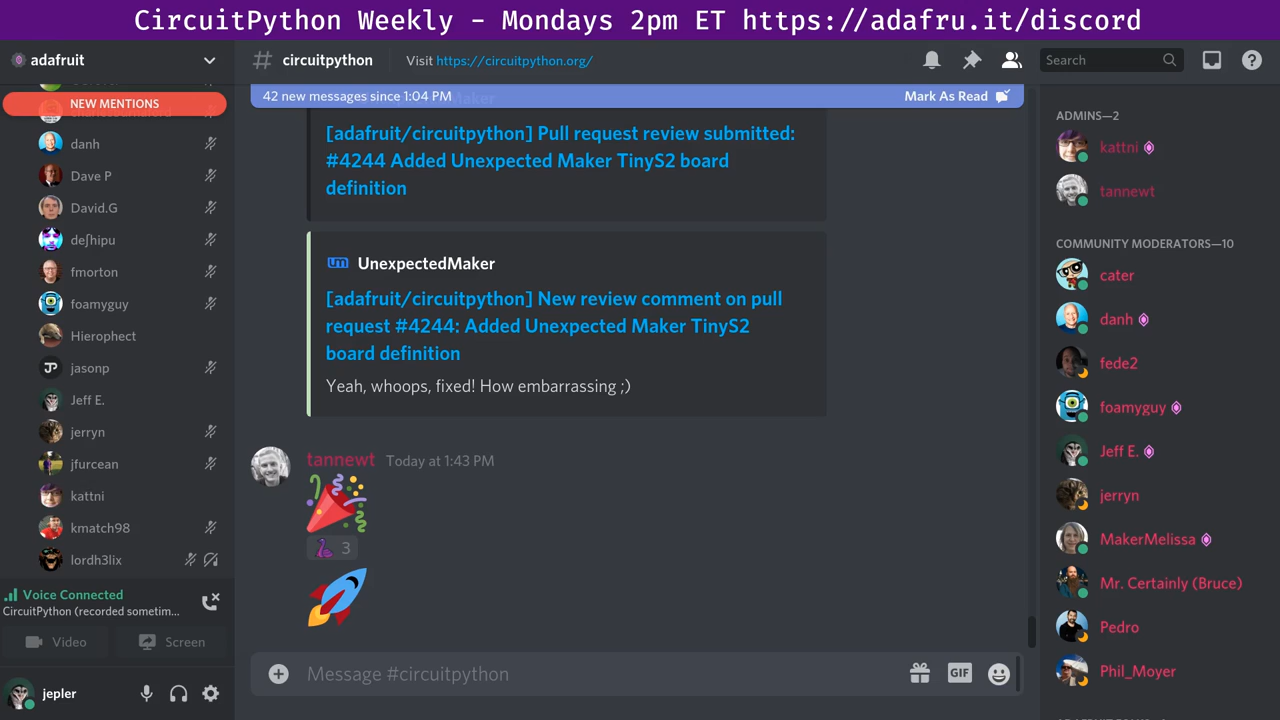 CircuitPython Weekly - Mondays 2pm ET https://adafru.it/discord
adafruit
NEW MENTIONS
danh
Dave P
David.G
deʃhipu
fmorton
foamyguy
Hierophect
jasonp
Jeff E.
jerryn
jfurcean
kattni
kmatch98
lordh3lix
Voice Connected
CircuitPython (recorded sometim...
Video
Screen
jepler
# circuitpython
Visit https://circuitpython.org/
Search
42 new messages since 1:04 PM
Mark As Read
[adafruit/circuitpython] Pull request review submitted:
#4244 Added Unexpected Maker TinyS2 board
definition
um UnexpectedMaker
[adafruit/circuitpython] New review comment on pull
request #4244: Added Unexpected Maker TinyS2
board definition
Yeah, whoops, fixed! How embarrassing ;)
tannewt Today at 1:43 PM
3
Message #circuitpython
GIF
ADMINS—2
kattni
tannewt
COMMUNITY MODERATORS—10
cater
danh
fede2
foamyguy
Jeff E.
jerryn
MakerMelissa
Mr. Certainly (Bruce)
Pedro
Phil_Moyer